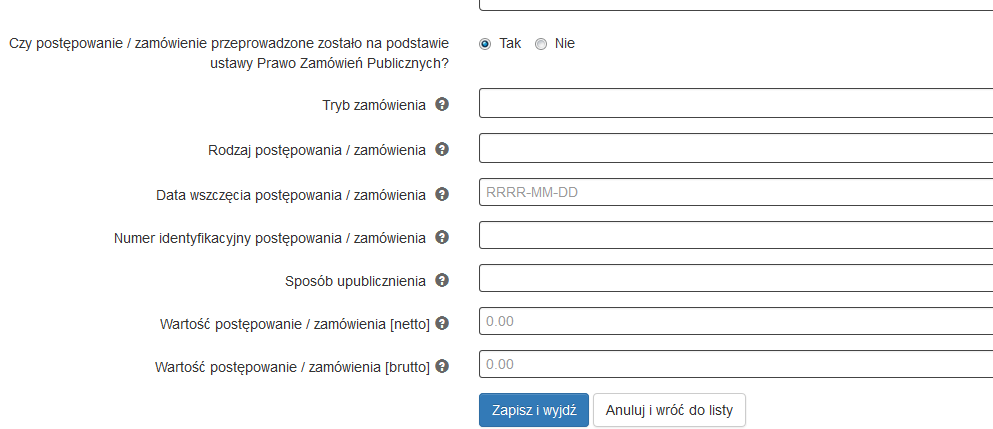 Czy postępowanie / zamówienie przeprowadzone zostało na podstawie
ustawy Prawo Zamówień Publicznych?
Tak Nie
Tryb zamówienia ?
Rodzaj postępowania / zamówienia ?
Data wszczęcia postępowania / zamówienia ? RRRR-MM-DD
Numer identyfikacyjny postępowania / zamówienia ?
Sposób upublicznienia ?
Wartość postępowanie / zamówienia [netto] ? 0.00
Wartość postępowanie / zamówienia [brutto] ? 0.00
Zapisz i wyjdź Anuluj i wróć do listy